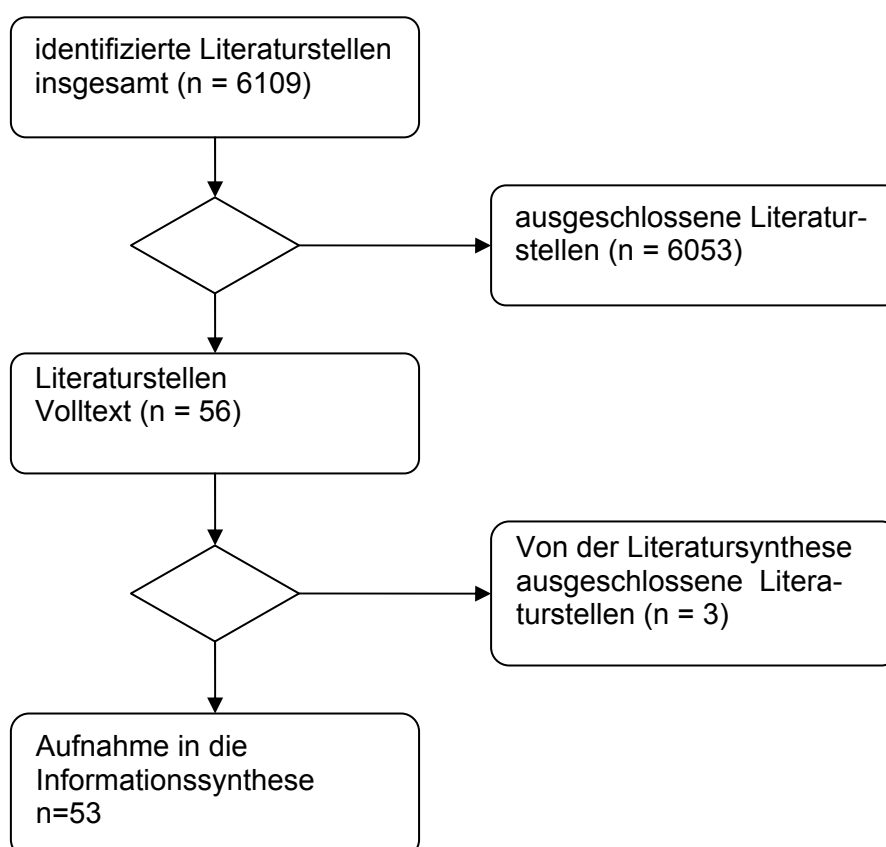 identifizierte Literaturstellen
insgesamt (n = 6109)
ausgeschlossene Literatur-
stellen (n = 6053)
Literaturstellen
Volltext (n = 56)
Von der Literatursynthese
ausgeschlossene  Litera-
turstellen (n = 3)
Aufnahme in die
Informationssynthese
n=53